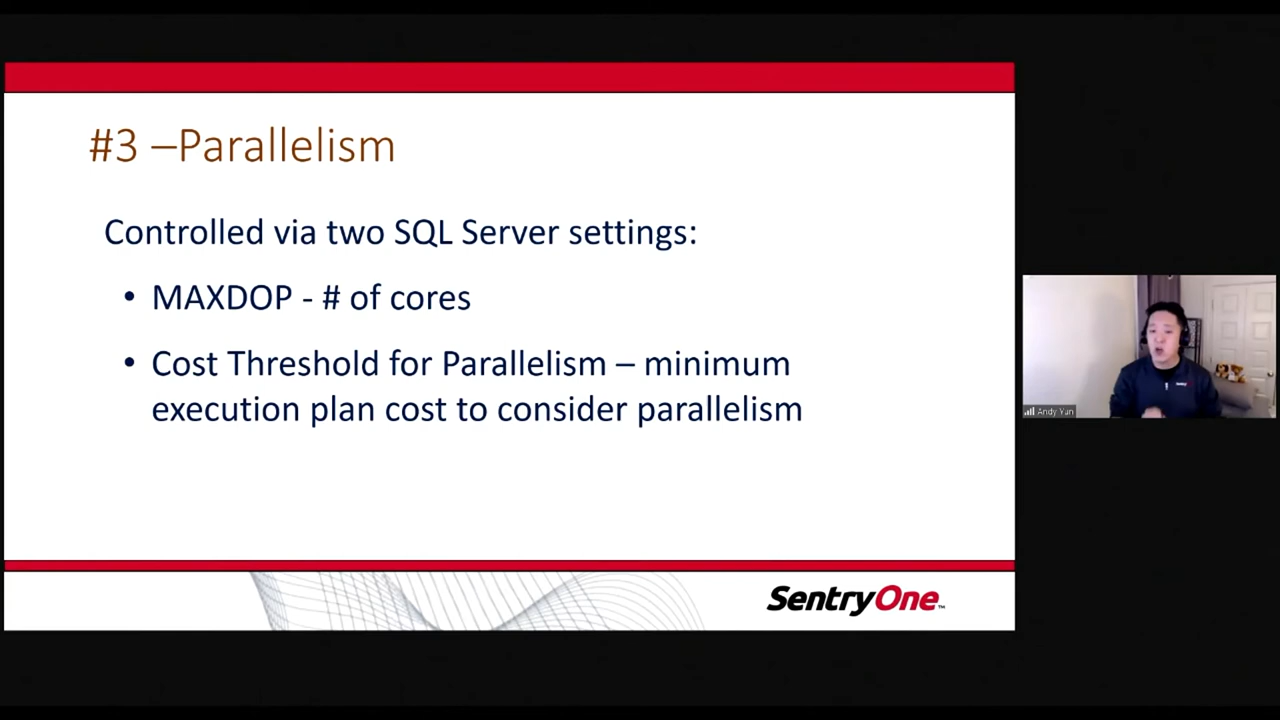 #3 –Parallelism
Controlled via two SQL Server settings:
• MAXDOP - # of cores
• Cost Threshold for Parallelism – minimum
execution plan cost to consider parallelism
SentryOne™
Andy Yun